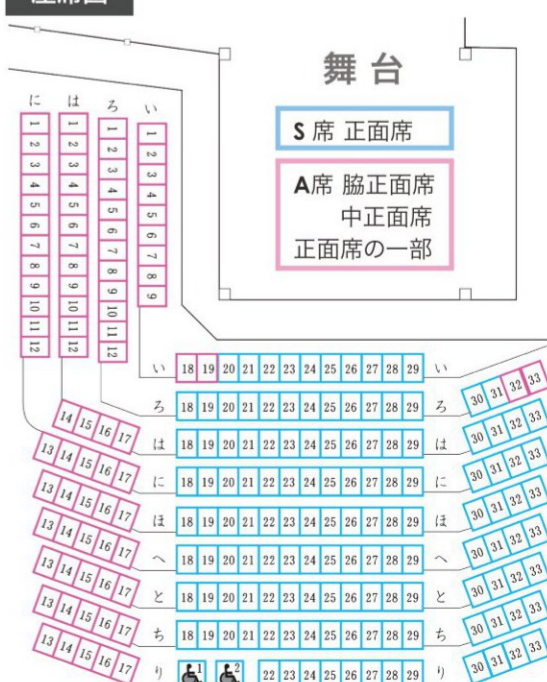 座席図
舞台
S席 正面席
A席 脇正面席
中正面席
正面席の一部
に は ろ い
1 1 1 1
2 2 2 2
3 3 3 3
4 4 4 4
5 5 5 5
6 6 6 6
7 7 7 7
8 8 8 8
9 9 9 9
10 10 10
11 11 11
12 12 12
い 18 19 20 21 22 23 24 25 26 27 28 29 い
ろ 18 19 20 21 22 23 24 25 26 27 28 29 ろ 30 31 32 33
14 15 16 17 は 18 19 20 21 22 23 24 25 26 27 28 29 は 30 31 32 33
13 14 15 16 17 に 18 19 20 21 22 23 24 25 26 27 28 29 に 30 31 32 33
13 14 15 16 17 ほ 18 19 20 21 22 23 24 25 26 27 28 29 ほ 30 31 32 33
13 14 15 16 17 へ 18 19 20 21 22 23 24 25 26 27 28 29 へ 30 31 32 33
13 14 15 16 17 と 18 19 20 21 22 23 24 25 26 27 28 29 と 30 31 32 33
13 14 15 16 17 ち 18 19 20 21 22 23 24 25 26 27 28 29 ち 30 31 32 33
13 14 15 16 17 り 1 2 22 23 24 25 26 27 28 29 り 30 31 32 33